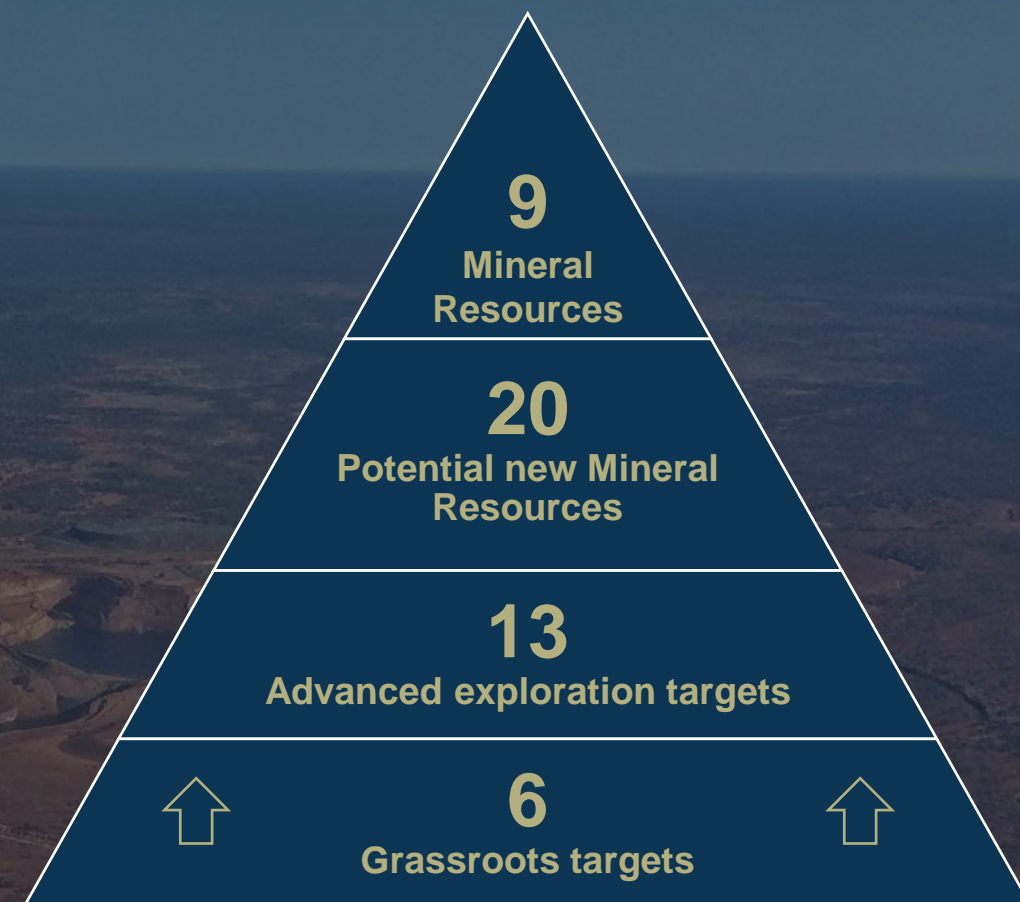 9
Mineral
Resources
20
Potential new Mineral
Resources
13
Advanced exploration targets
6
Grassroots targets